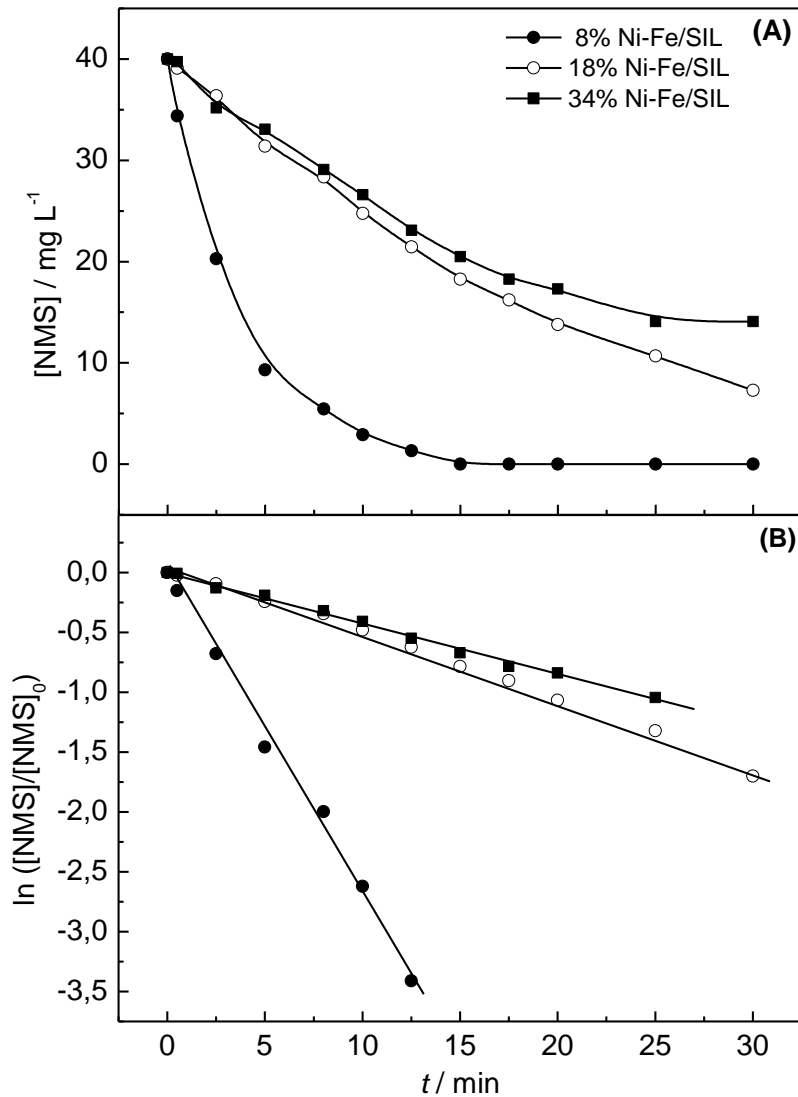 (A)
8% Ni-Fe/SIL
18% Ni-Fe/SIL
34% Ni-Fe/SIL
40
30
20
10
0
[NMS] / mg L⁻¹
(B)
0,0
-0,5
-1,0
-1,5
-2,0
-2,5
-3,0
-3,5
ln ([NMS]/[NMS]₀)
0 5 10 15 20 25 30
t / min